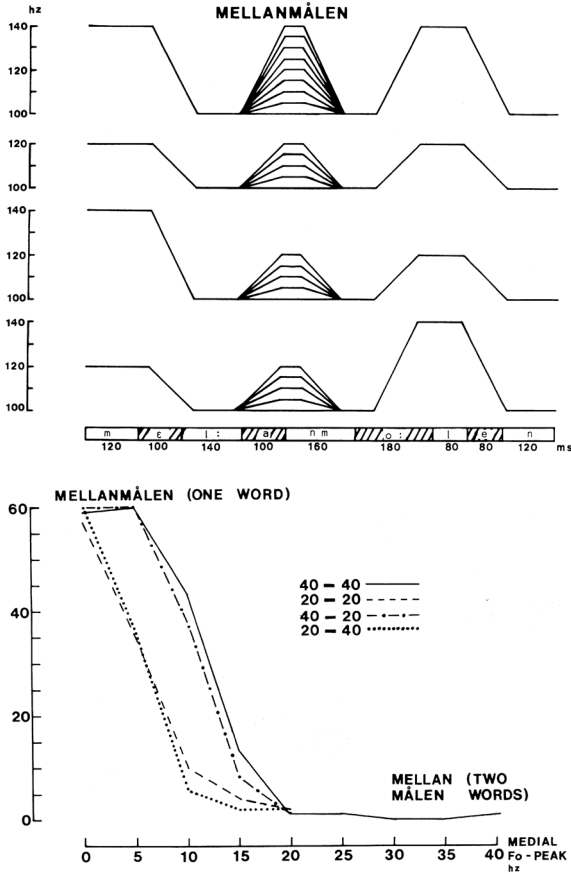 hz MELLANMÅLEN
140
120
100
120
100
140
120
100
140
120
100
m ɛ l: a nm o: l e n
120 100 140 100 160 180 80 80 120 ms
MELLANMÅLEN (ONE WORD)
60
40 – 40
20 – 20
40 – 20
20 – 40
40
20
MELLAN (TWO
MÅLEN WORDS)
0
0 5 10 15 20 25 30 35 40 MEDIAL
Fo-PEAK
hz